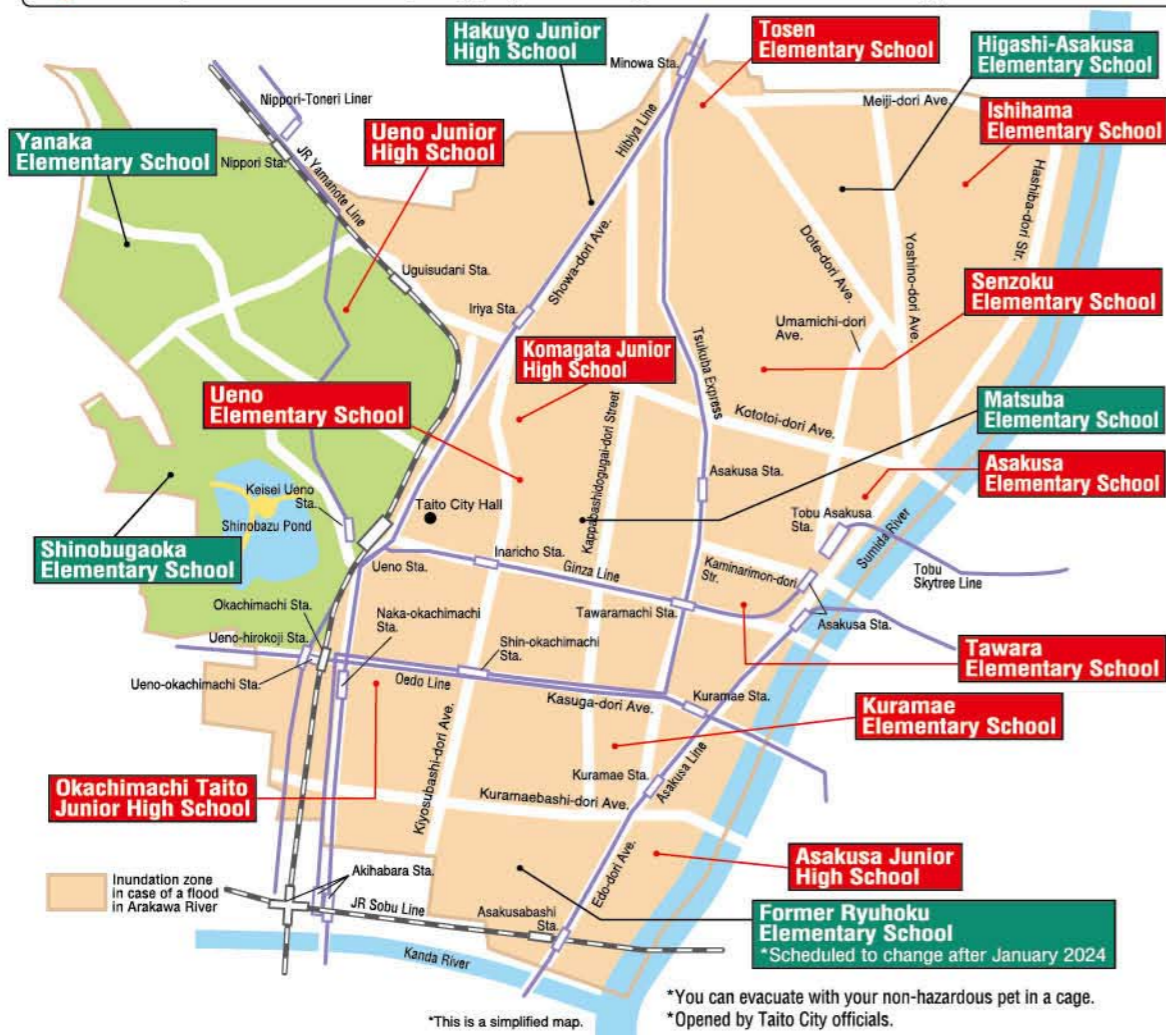 Hakuyo Junior
High School
Tosen
Elementary School
Higashi-Asakusa
Elementary School
Minowa Sta.
Nippori-Toneri Liner
Meiji-dori Ave.
Ishihama
Elementary School
Yanaka
Elementary School
Ueno Junior
High School
Nippori Sta.
JR Yamanote Line
Hibiya Line
Hashiba-dori Str.
Dote-dori Ave.
Yoshino-dori Ave.
Showa-dori Ave.
Uguisudani Sta.
Senzoku
Elementary School
Iriya Sta.
Umamichi-dori
Ave.
Tsukuba Express
Komagata Junior
High School
Ueno
Elementary School
Kappabashidogugai-dori Street
Matsuba
Elementary School
Kototoi-dori Ave.
Asakusa Sta.
Asakusa
Elementary School
Keisei Ueno
Sta.
Taito City Hall
Tobu Asakusa
Sta.
Shinobazu Pond
Sumida River
Shinobugaoka
Elementary School
Inaricho Sta.
Ginza Line
Kaminarimon-dori
Str.
Ueno Sta.
Tobu
Skytree Line
Okachimachi Sta.
Naka-okachimachi
Sta.
Tawaramachi Sta.
Asakusa Sta.
Ueno-hirokoji Sta.
Shin-okachimachi
Sta.
Tawara
Elementary School
Ueno-okachimachi Sta.
Oedo Line
Kasuga-dori Ave.
Kuramae Sta.
Kuramae
Elementary School
Kiyosubashi-dori Ave.
Asakusa Line
Okachimachi Taito
Junior High School
Kuramae Sta.
Kuramaebashi-dori Ave.
Asakusa Junior
High School
Edo-dori Ave.
Inundation zone
in case of a flood
in Arakawa River
Akihabara Sta.
JR Sobu Line
Asakusabashi
Sta.
Former Ryuhoku
Elementary School
*Scheduled to change after January 2024
Kanda River
*You can evacuate with your non-hazardous pet in a cage.
*This is a simplified map.
*Opened by Taito City officials.